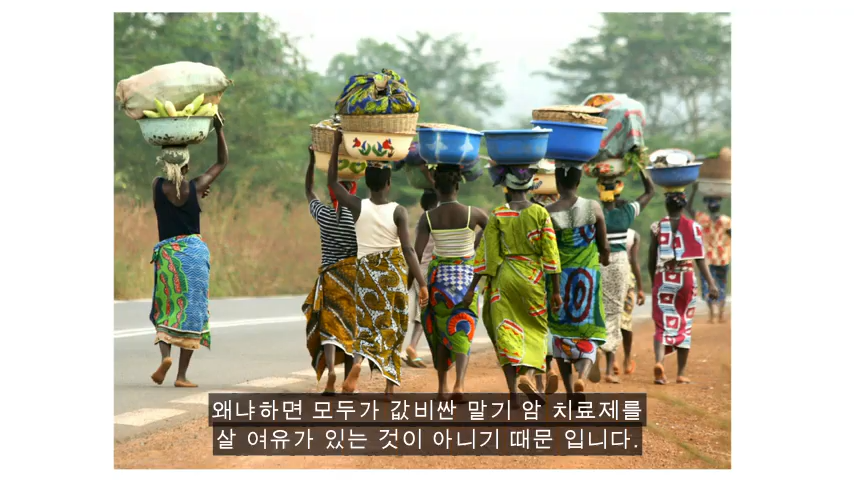 왜냐하면 모두가 값비싼 말기 암 치료제를
살 여유가 있는 것이 아니기 때문 입니다.